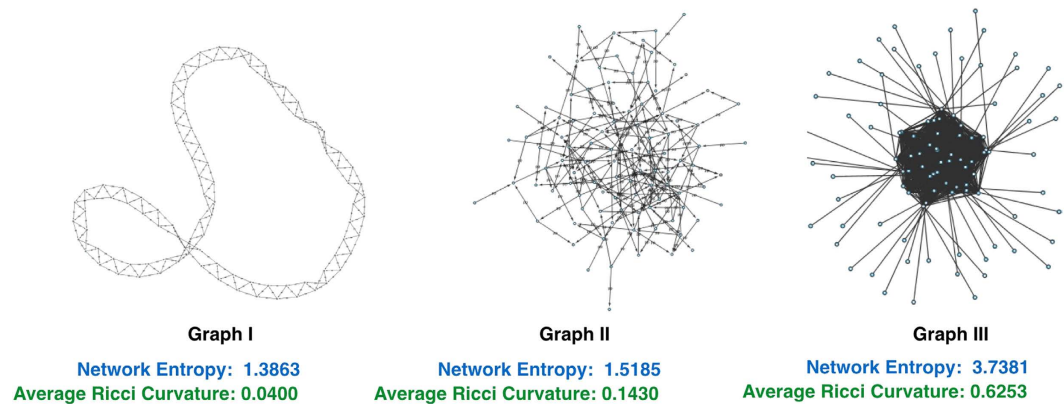 Graph I
Graph II
Graph III
Network Entropy: 1.3863
Network Entropy: 1.5185
Network Entropy: 3.7381
Average Ricci Curvature: 0.0400
Average Ricci Curvature: 0.1430
Average Ricci Curvature: 0.6253